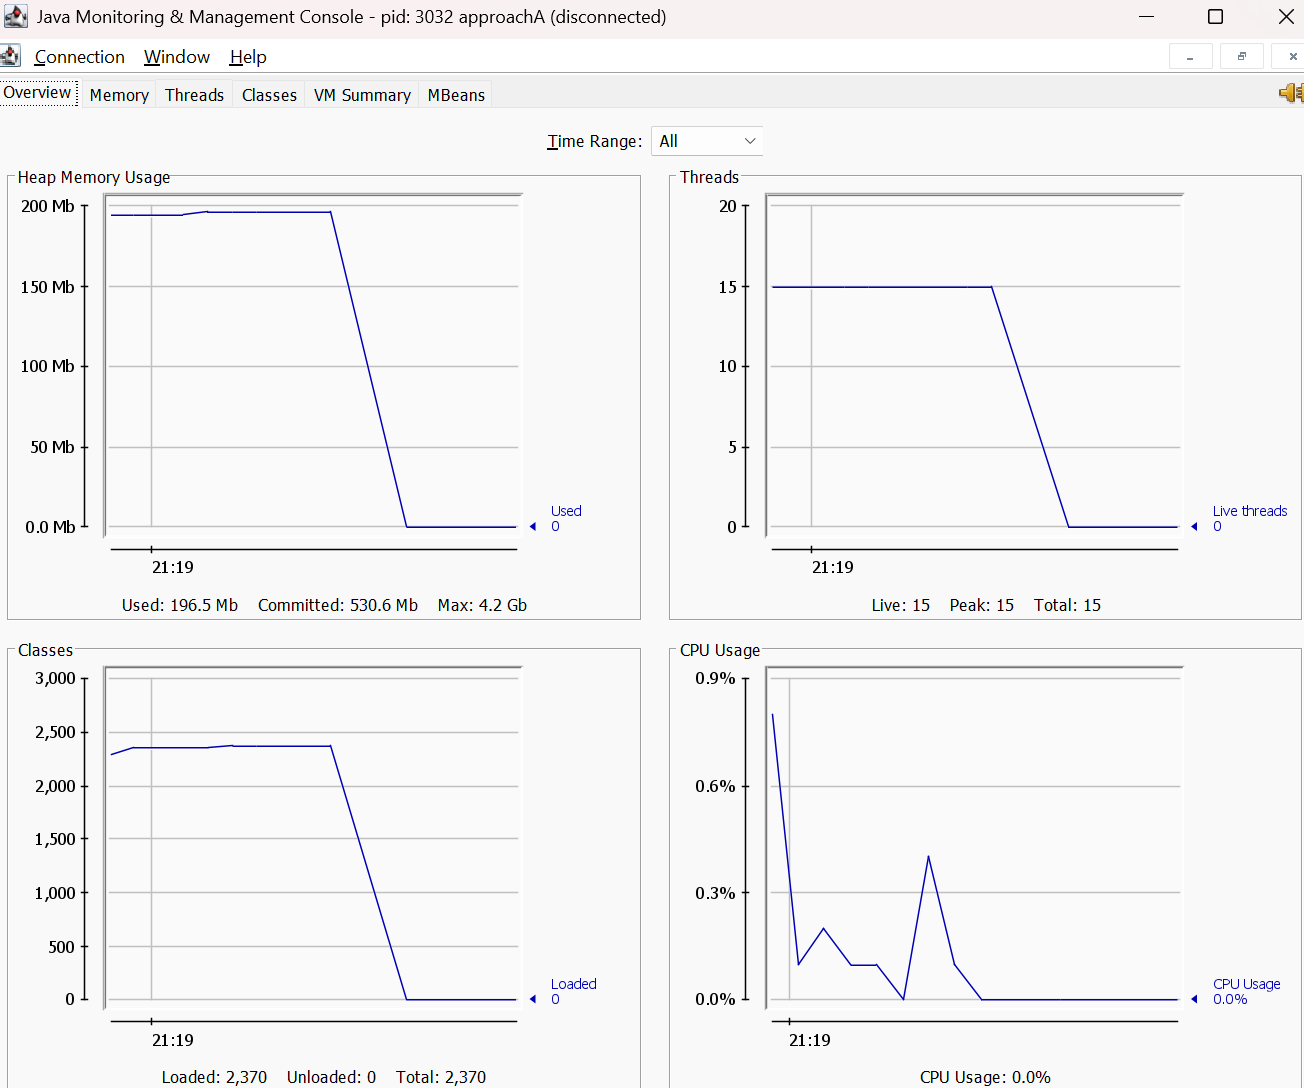 Java Monitoring & Management Console - pid: 3032 approachA (disconnected)
Connection Window Help
Overview Memory Threads Classes VM Summary MBeans
Time Range: All
Heap Memory Usage
200 Mb
150 Mb
100 Mb
50 Mb
0.0 Mb
Used
0
21:19
Used: 196.5 Mb Committed: 530.6 Mb Max: 4.2 Gb
Threads
20
15
10
5
0
Live threads
0
21:19
Live: 15 Peak: 15 Total: 15
Classes
3,000
2,500
2,000
1,500
1,000
500
0
Loaded
0
21:19
Loaded: 2,370 Unloaded: 0 Total: 2,370
CPU Usage
0.9%
0.6%
0.3%
0.0%
CPU Usage
0.0%
21:19
CPU Usage: 0.0%